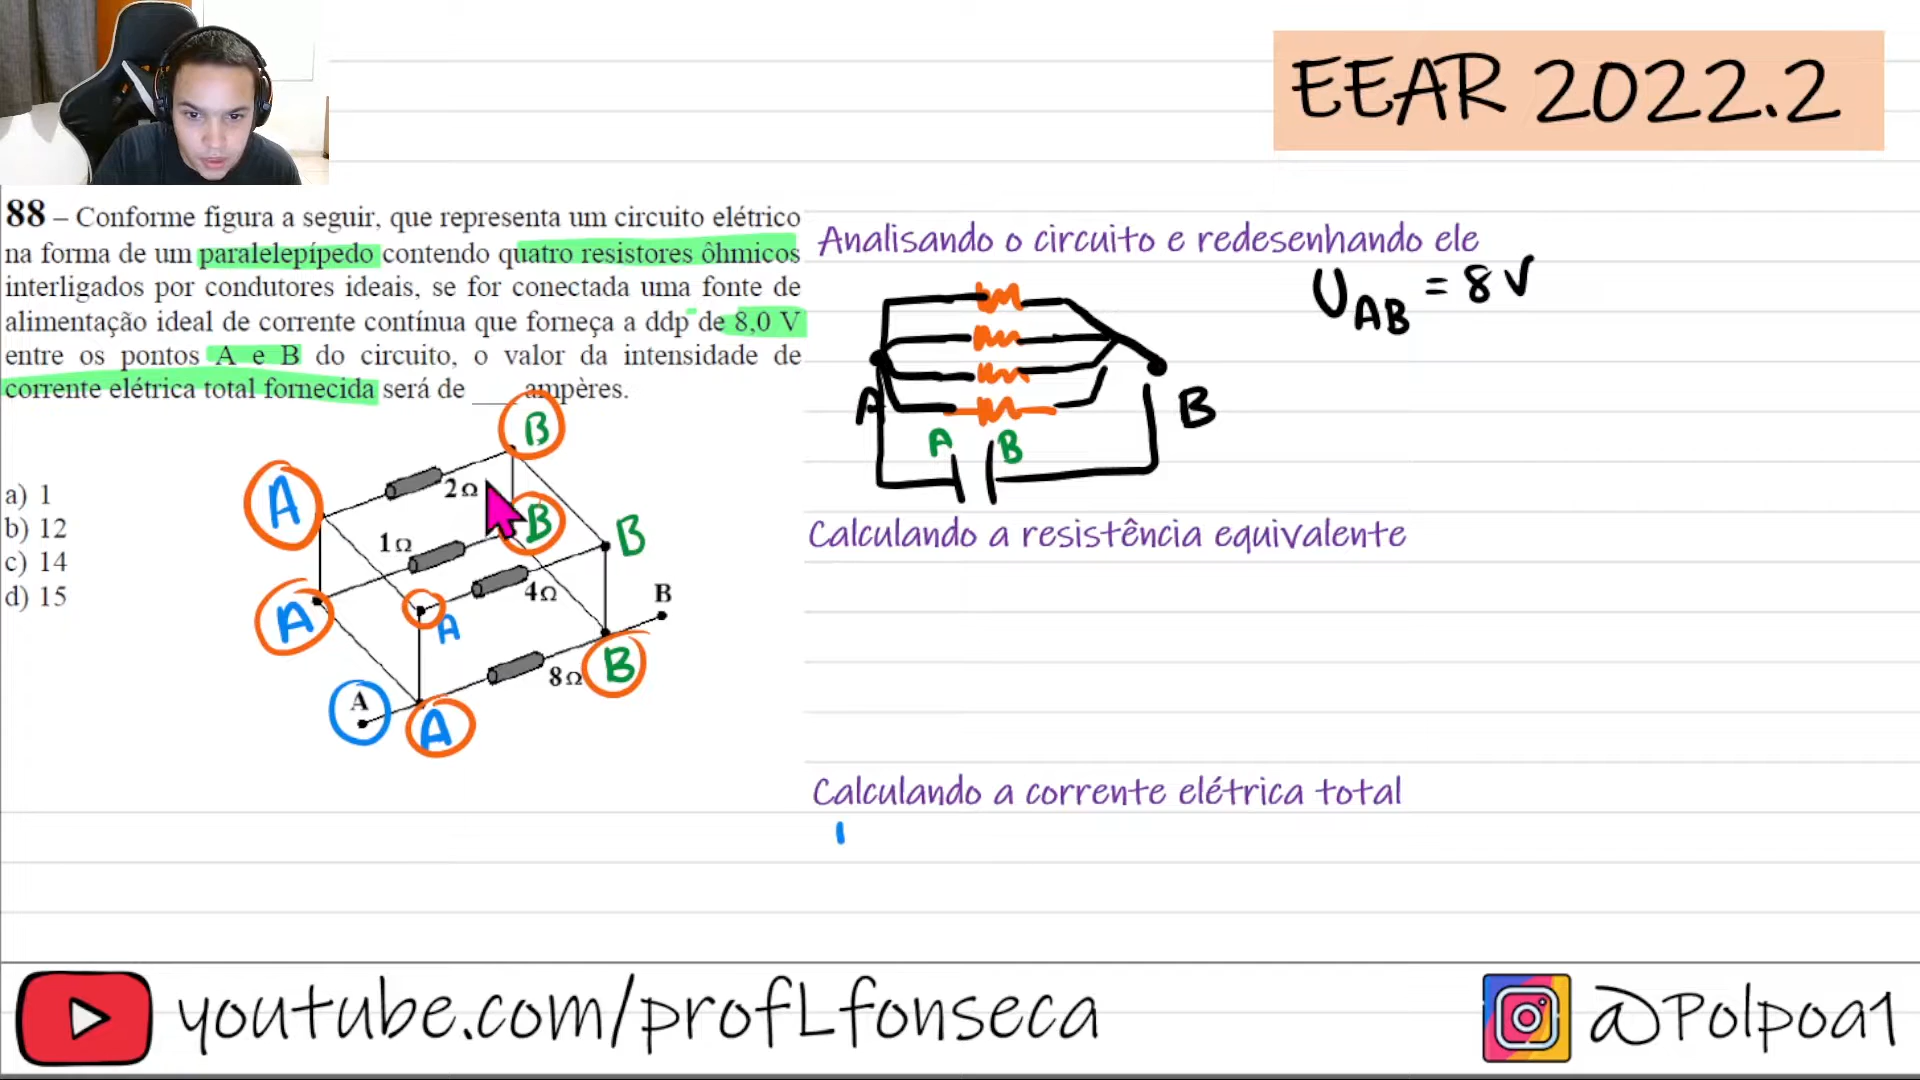 EEAR 2022.2
88 – Conforme figura a seguir, que representa um circuito elétrico
na forma de um paralelepípedo contendo quatro resistores ôhmicos
interligados por condutores ideais, se for conectada uma fonte de
alimentação ideal de corrente contínua que forneça a ddp de 8,0 V
entre os pontos A e B do circuito, o valor da intensidade de
corrente elétrica total fornecida será de ___ ampères.
a) 1
b) 12
c) 14
d) 15
B
A
2Ω
B
1Ω
B
A
4Ω
B
A
A
8Ω
B
A
A
Analisando o circuito e redesenhando ele
U_AB = 8 V
A
B
A
B
Calculando a resistência equivalente
Calculando a corrente elétrica total
youtube.com/profLfonseca
@Polpoa1